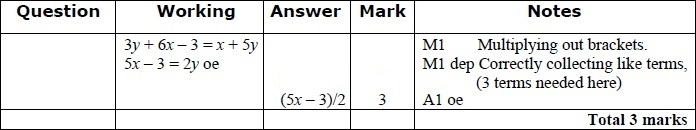 Question Working Answer Mark Notes
3y + 6x – 3 = x + 5y M1 Multiplying out brackets.
5x – 3 = 2y oe M1 dep Correctly collecting like terms,
(3 terms needed here)
(5x – 3)/2 3 A1 oe
Total 3 marks